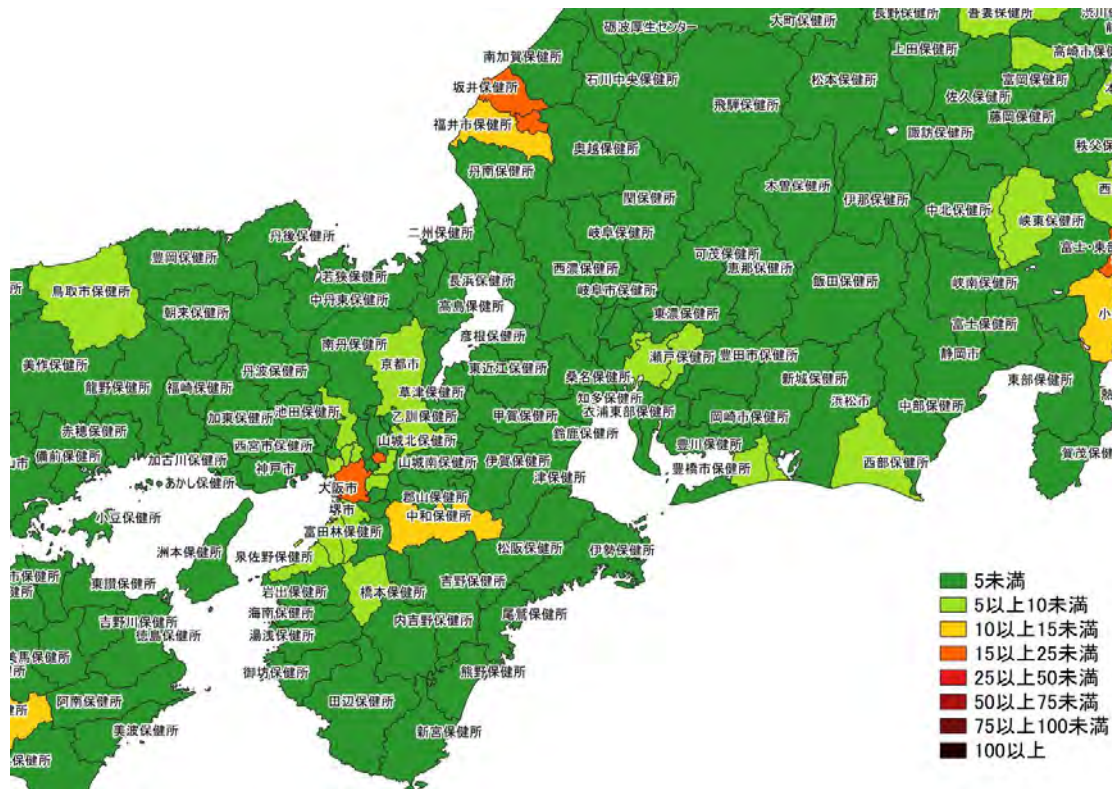 砺波厚生センター
大町保健所
長野保健所
吾妻保健所
南加賀保健所
上田保健所
坂井保健所
石川中央保健所
松本保健所
富岡保健所
飛騨保健所
佐久保健所
福井市保健所
藤岡保健所
諏訪保健所
奥越保健所
丹南保健所
木曽保健所
伊那保健所
関保健所
中北保健所
峡東保健所
二州保健所
岐阜保健所
丹後保健所
豊岡保健所
可茂保健所
恵那保健所
西濃保健所
若狭保健所
長浜保健所
飯田保健所
峡南保健所
鳥取市保健所
岐阜市保健所
中丹東保健所
高島保健所
朝来保健所
東濃保健所
富士保健所
彦根保健所
南丹保健所
瀬戸保健所
豊田市保健所
静岡市
美作保健所
京都市
東近江保健所
丹波保健所
桑名保健所
新城保健所
東部保健所
龍野保健所
福崎保健所
草津保健所
知多保健所
浜松市
池田保健所
乙訓保健所
甲賀保健所
衣浦東部保健所
岡崎市保健所
中部保健所
加東保健所
赤穂保健所
鈴鹿保健所
西宮市保健所
山城北保健所
豊川保健所
備前保健所
加古川保健所
神戸市
山城南保健所
伊賀保健所
豊橋市保健所
西部保健所
賀茂保健
あかし保健所
大阪市
津保健所
郡山保健所
堺市
小豆保健所
中和保健所
富田林保健所
洲本保健所
泉佐野保健所
松阪保健所
伊勢保健所
東讃保健所
岩出保健所
橋本保健所
吉野保健所
5未満
海南保健所
尾鷲保健所
5以上10未満
吉野川保健所
内吉野保健所
徳島保健所
湯浅保健所
10以上15未満
15以上25未満
御坊保健所
熊野保健所
25以上50未満
阿南保健所
田辺保健所
50以上75未満
美波保健所
新宮保健所
75以上100未満
100以上